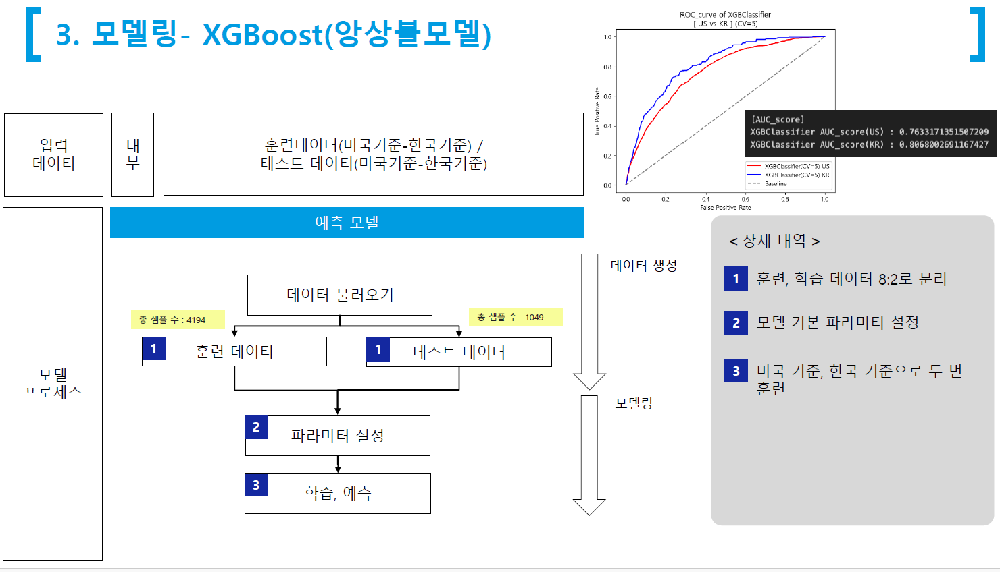 3. 모델링- XGBoost(앙상블모델)
ROC_curve of XGBClassifier
[ US vs KR ] (CV=5)
True Positive Rate
1.0
0.8
0.6
0.4
0.2
0.0
0.0 0.2 0.4 0.6 0.8 1.0
False Positive Rate
[AUC_score]
XGBClassifier AUC_score(US) : 0.7633171351507209
XGBClassifier AUC_score(KR) : 0.8068002691167427
XGBClassifier(CV=5) US
XGBClassifier(CV=5) KR
Baseline
입력
데이터
내
부
훈련데이터(미국기준-한국기준) /
테스트 데이터(미국기준-한국기준)
모델
프로세스
예측 모델
데이터 불러오기
총 샘플 수 : 4194
총 샘플 수 : 1049
1 훈련 데이터
1 테스트 데이터
2 파라미터 설정
3 학습, 예측
데이터 생성
모델링
< 상세 내역 >
1 훈련, 학습 데이터 8:2로 분리
2 모델 기본 파라미터 설정
3 미국 기준, 한국 기준으로 두 번
훈련